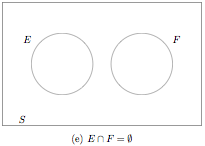 E
F
S
(e) E ∩ F = ∅